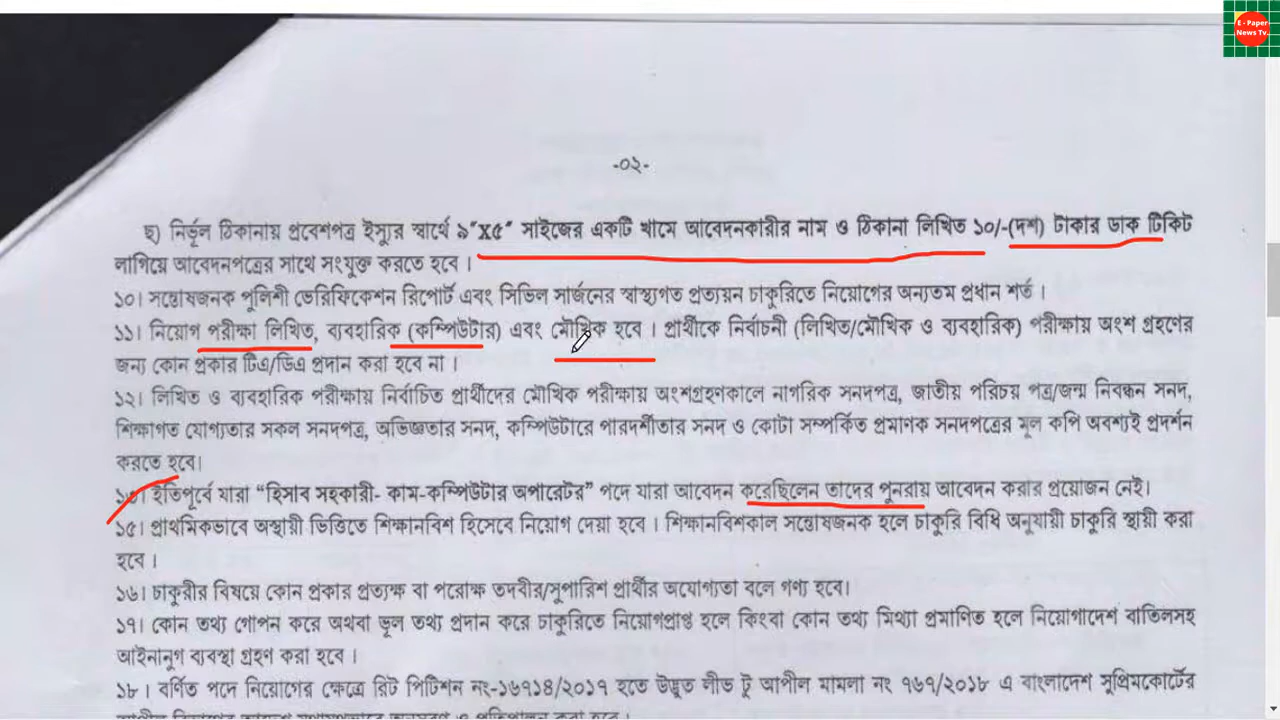 E - Paper
News Tv
-০২-
ছ) নির্ভূল ঠিকানায় প্রবেশপত্র ইস্যুর স্বার্থে ৯"X৫" সাইজের একটি খামে আবেদনকারীর নাম ও ঠিকানা লিখিত ১০/-(দশ) টাকার ডাক টিকিট
লাগিয়ে আবেদনপত্রের সাথে সংযুক্ত করতে হবে ।
১০। সন্তোষজনক পুলিশী ভেরিফিকেশন রিপোর্ট এবং সিভিল সার্জনের স্বাস্থ্যগত প্রত্যয়ন চাকুরিতে নিয়োগের অন্যতম প্রধান শর্ত ।
১১। নিয়োগ পরীক্ষা লিখিত, ব্যবহারিক (কম্পিউটার) এবং মৌখিক হবে । প্রার্থীকে নির্বাচনী (লিখিত/মৌখিক ও ব্যবহারিক) পরীক্ষায় অংশ গ্রহণের
জন্য কোন প্রকার টিএ/ডিএ প্রদান করা হবে না ।
১২। লিখিত ও ব্যবহারিক পরীক্ষায় নির্বাচিত প্রার্থীদের মৌখিক পরীক্ষায় অংশগ্রহণকালে নাগরিক সনদপত্র, জাতীয় পরিচয় পত্র/জন্ম নিবন্ধন সনদ,
শিক্ষাগত যোগ্যতার সকল সনদপত্র, অভিজ্ঞতার সনদ, কম্পিউটারে পারদর্শীতার সনদ ও কোটা সম্পর্কিত প্রমাণক সনদপত্রের মূল কপি অবশ্যই প্রদর্শন
করতে হবে।
ইতিপূর্বে যারা “হিসাব সহকারী- কাম-কম্পিউটার অপারেটর” পদে যারা আবেদন করেছিলেন তাদের পুনরায় আবেদন করার প্রয়োজন নেই।
১৫। প্রাথমিকভাবে অস্থায়ী ভিত্তিতে শিক্ষানবিশ হিসেবে নিয়োগ দেয়া হবে । শিক্ষানবিশকাল সন্তোষজনক হলে চাকুরি বিধি অনুযায়ী চাকুরি স্থায়ী করা
হবে ।
১৬। চাকুরীর বিষয়ে কোন প্রকার প্রত্যক্ষ বা পরোক্ষ তদবীর/সুপারিশ প্রার্থীর অযোগ্যতা বলে গণ্য হবে।
১৭। কোন তথ্য গোপন করে অথবা ভূল তথ্য প্রদান করে চাকুরিতে নিয়োগপ্রাপ্ত হলে কিংবা কোন তথ্য মিথ্যা প্রমাণিত হলে নিয়োগাদেশ বাতিলসহ
আইনানুগ ব্যবস্থা গ্রহণ করা হবে ।
১৮ । বর্ণিত পদে নিয়োগের ক্ষেত্রে রিট পিটিশন নং-১৬৭১৪/২০১৭ হতে উদ্ভূত লীভ টু আপীল মামলা নং ৭৬৭/২০১৮ এ বাংলাদেশ সুপ্রিমকোর্টের